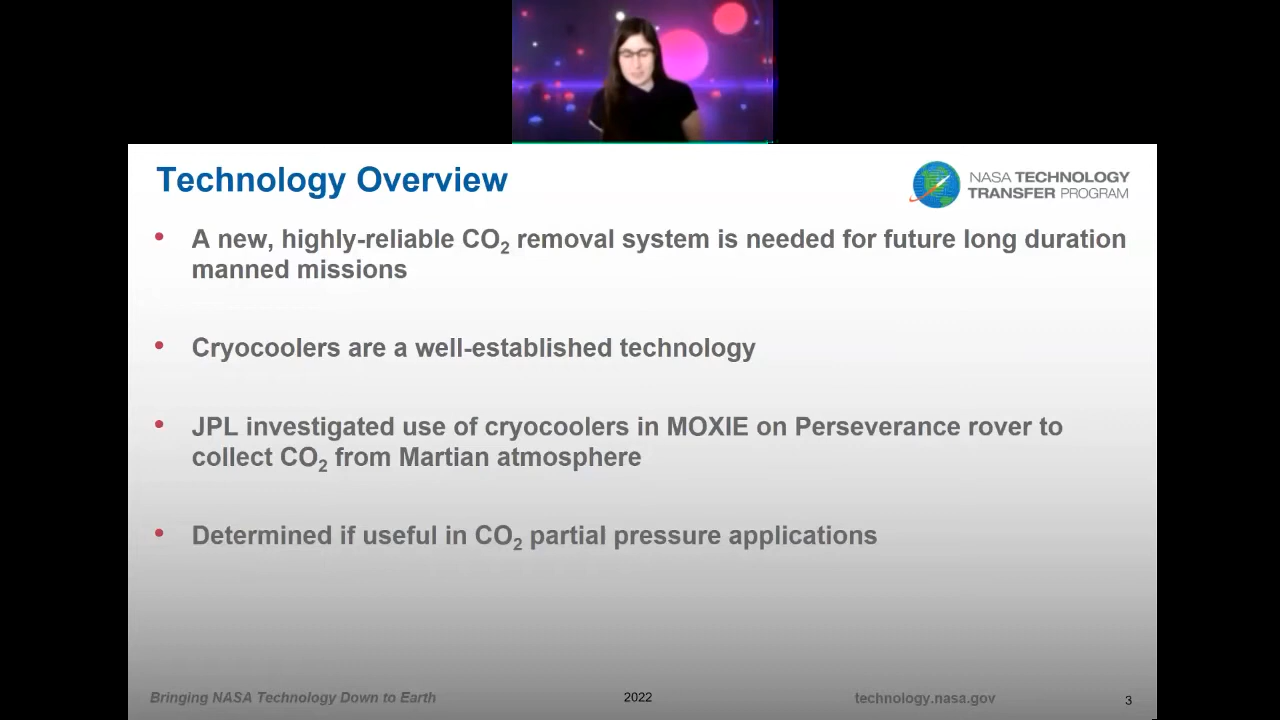 Technology Overview
NASA TECHNOLOGY
TRANSFER PROGRAM
• A new, highly-reliable CO₂ removal system is needed for future long duration
manned missions
• Cryocoolers are a well-established technology
• JPL investigated use of cryocoolers in MOXIE on Perseverance rover to
collect CO₂ from Martian atmosphere
• Determined if useful in CO₂ partial pressure applications
Bringing NASA Technology Down to Earth
2022
technology.nasa.gov
3